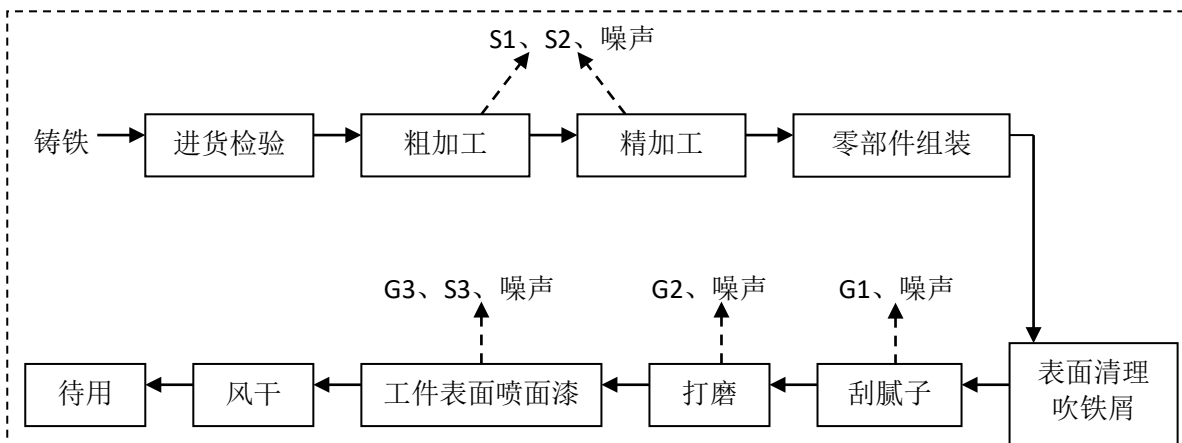 S1、S2、噪声
铸铁
进货检验
粗加工
精加工
零部件组装
G3、S3、噪声
G2、噪声
G1、噪声
待用
风干
工件表面喷面漆
打磨
刮腻子
表面清理
吹铁屑